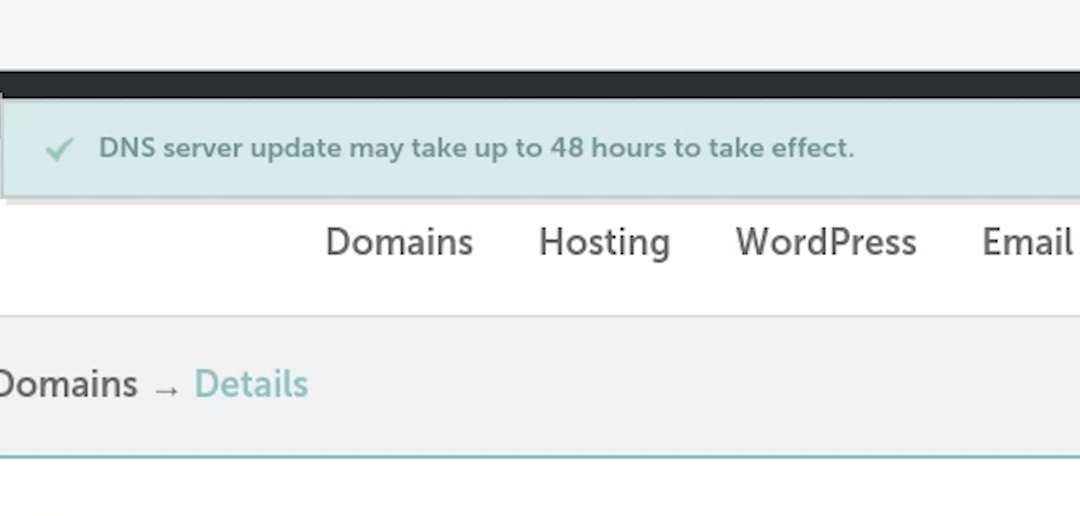 DNS server update may take up to 48 hours to take effect.
Domains Hosting WordPress Email
Domains → Details